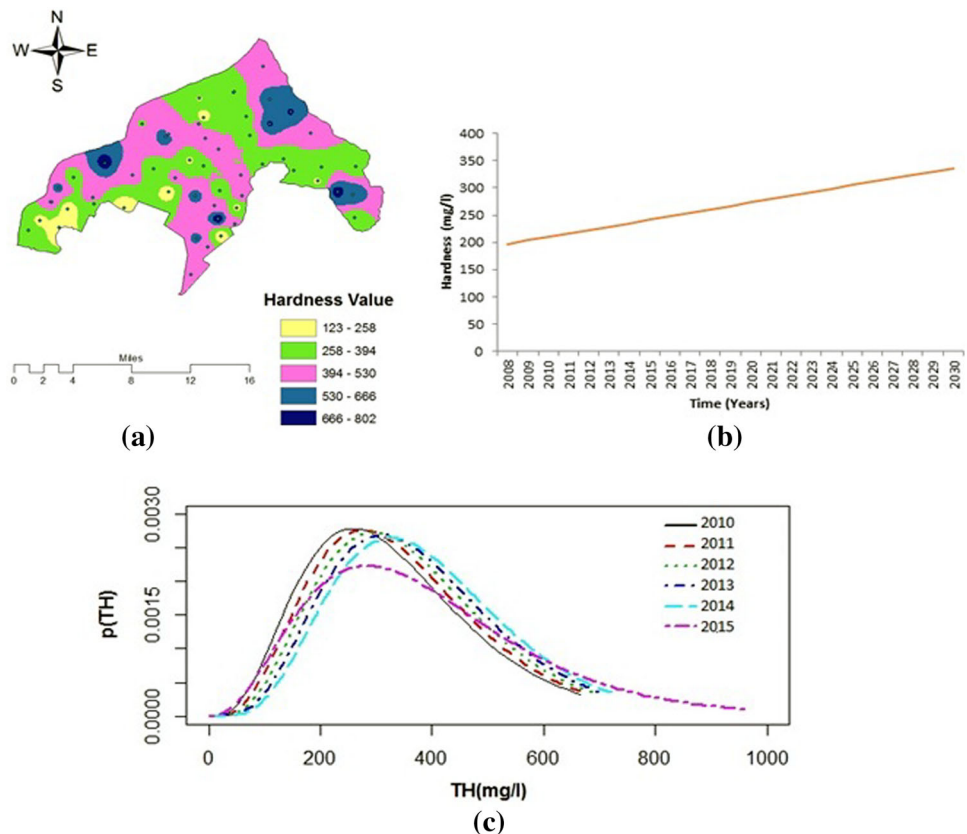 N
W E
S
Hardness Value
123 - 258
258 - 394
394 - 530
530 - 666
666 - 802
Miles
0 2 4 8 12 16
(a)
400
350
300
250
200
150
100
50
0
Hardness (mg/l)
2008 2009 2010 2011 2012 2013 2014 2015 2016 2017 2018 2019 2020 2021 2022 2023 2024 2025 2026 2027 2028 2029 2030
Time (Years)
(b)
0.0030
0.0015
0.0000
p(TH)
2010
2011
2012
2013
2014
2015
0 200 400 600 800 1000
TH(mg/l)
(c)